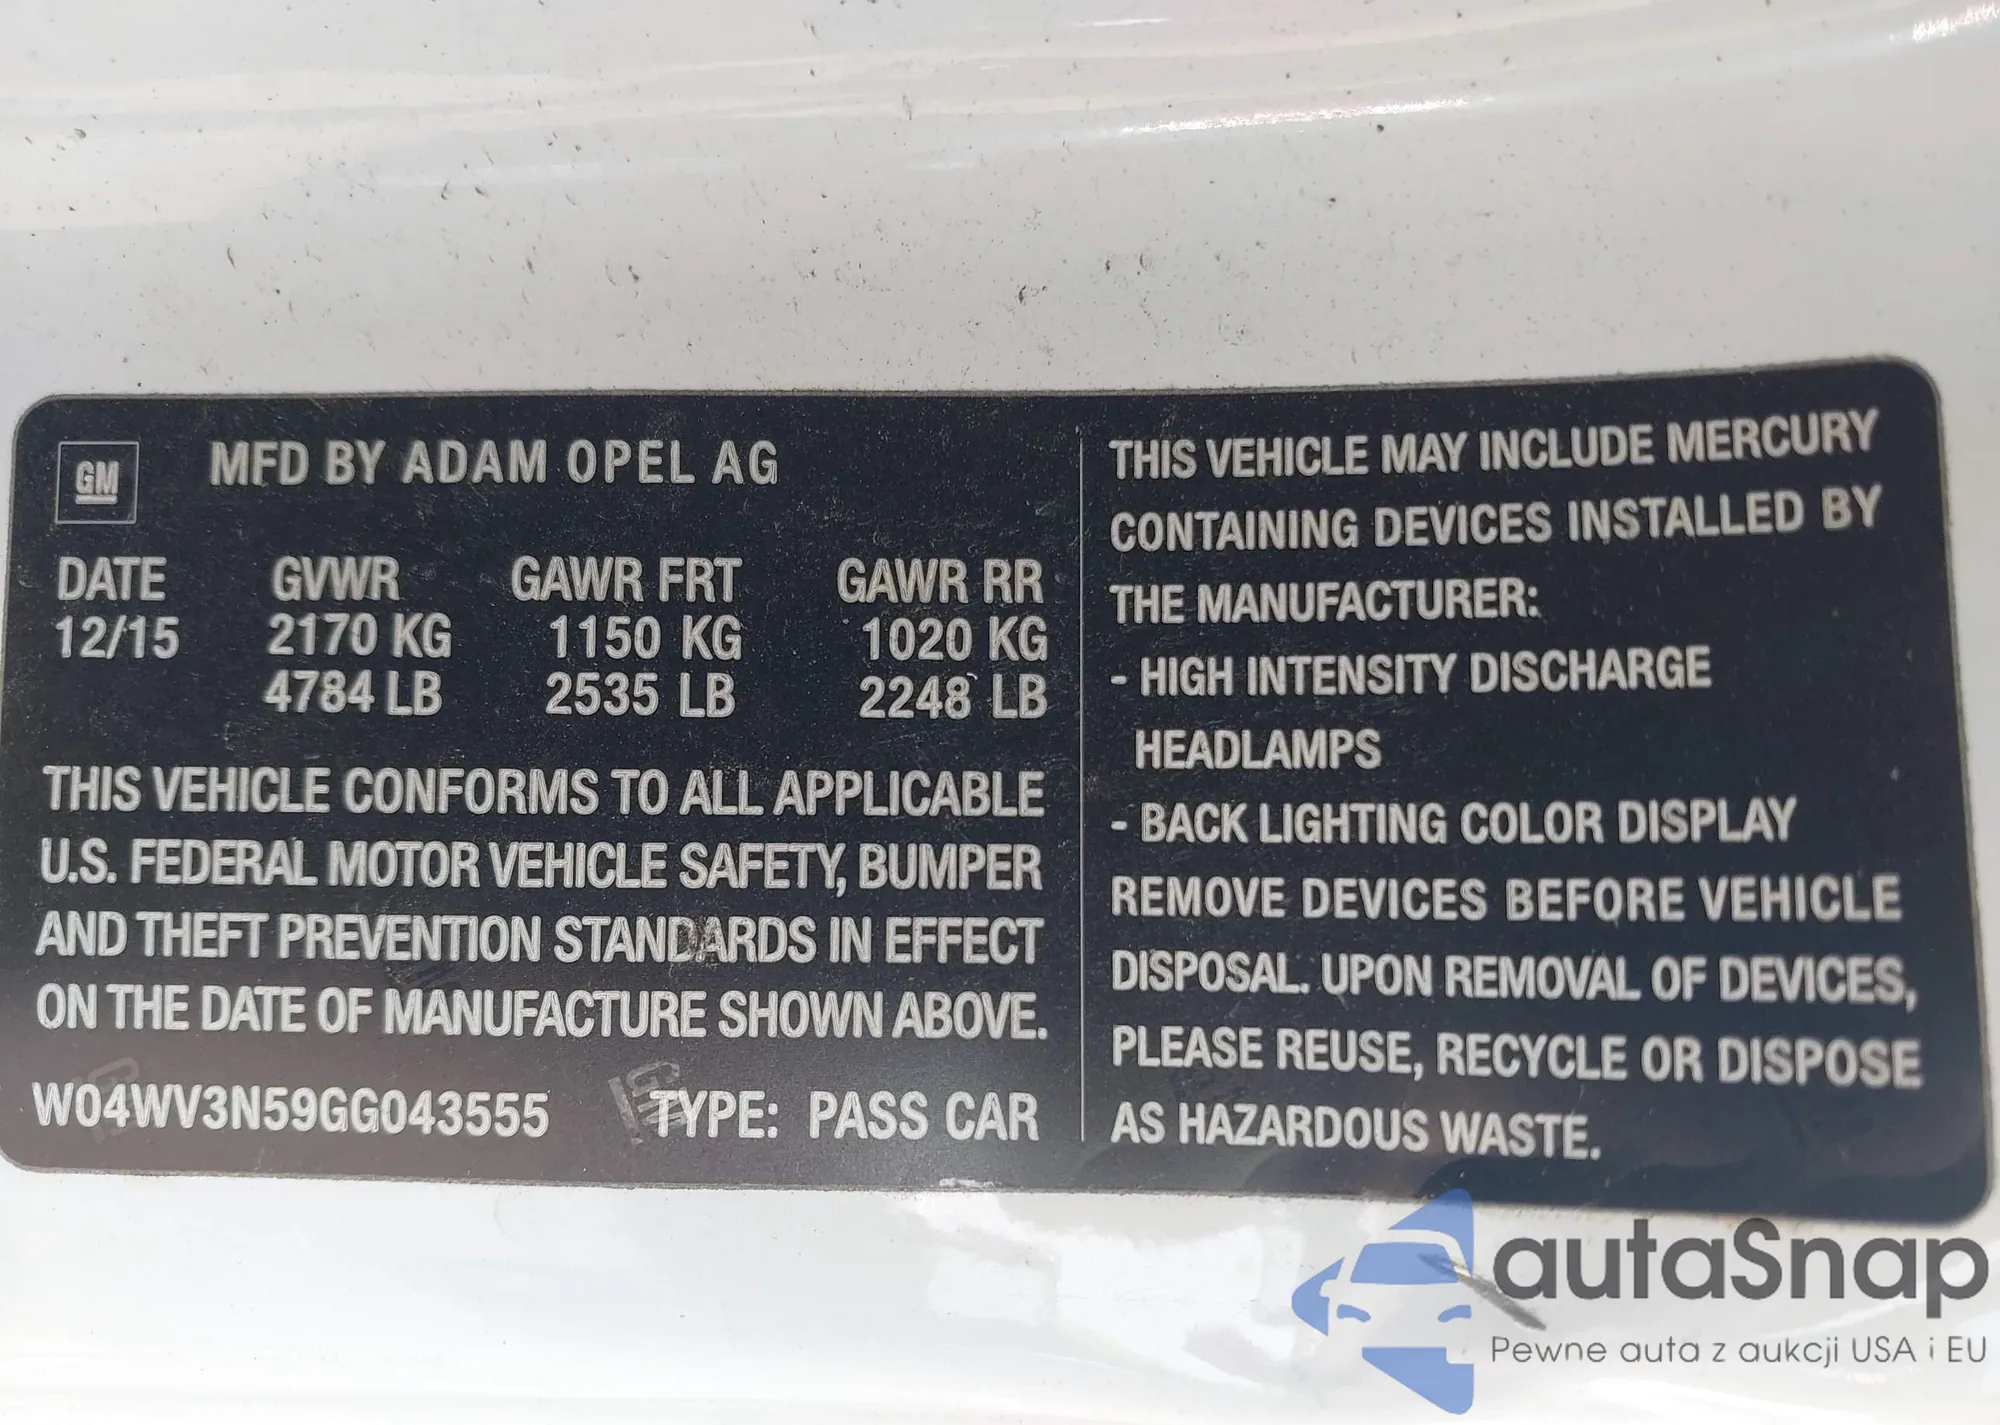 GM
MFD BY ADAM OPEL AG
DATE GVWR GAWR FRT GAWR RR
12/15 2170 KG 1150 KG 1020 KG
4784 LB 2535 LB 2248 LB
THIS VEHICLE CONFORMS TO ALL APPLICABLE
U.S. FEDERAL MOTOR VEHICLE SAFETY, BUMPER
AND THEFT PREVENTION STANDARDS IN EFFECT
ON THE DATE OF MANUFACTURE SHOWN ABOVE.
W04WV3N59GG043555 TYPE: PASS CAR
THIS VEHICLE MAY INCLUDE MERCURY
CONTAINING DEVICES INSTALLED BY
THE MANUFACTURER:
- HIGH INTENSITY DISCHARGE
HEADLAMPS
- BACK LIGHTING COLOR DISPLAY
REMOVE DEVICES BEFORE VEHICLE
DISPOSAL. UPON REMOVAL OF DEVICES,
PLEASE REUSE, RECYCLE OR DISPOSE
AS HAZARDOUS WASTE.
autaSnap
Pewne auta z aukcji USA i EU